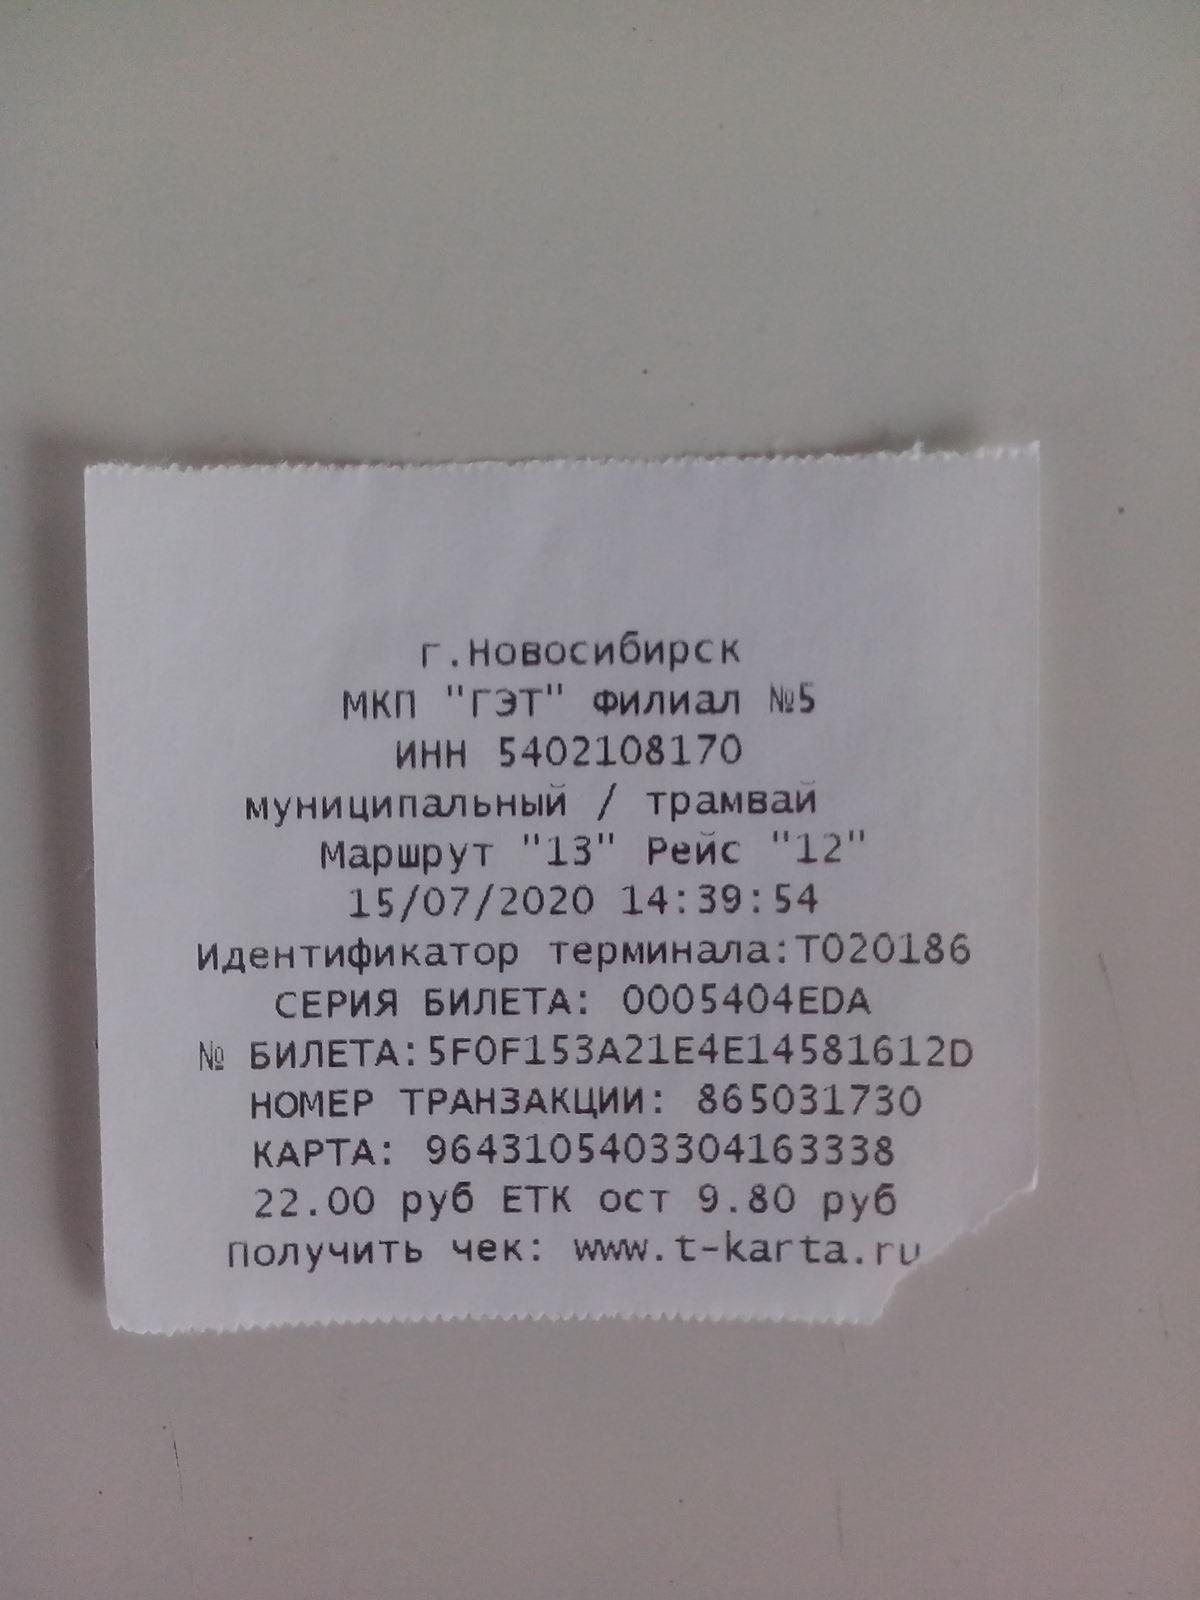 г.Новосибирск
МКП "ГЭТ" Филиал №5
ИНН 5402108170
муниципальный / трамвай
Маршрут "13" Рейс "12"
15/07/2020 14:39:54
Идентификатор терминала:T020186
СЕРИЯ БИЛЕТА: 0005404EDA
№ БИЛЕТА:5F0F153A21E4E14581612D
НОМЕР ТРАНЗАКЦИИ: 865031730
КАРТА: 9643105403304163338
22.00 руб ЕТК ост 9.80 руб
Получить чек: www.t-karta.ru